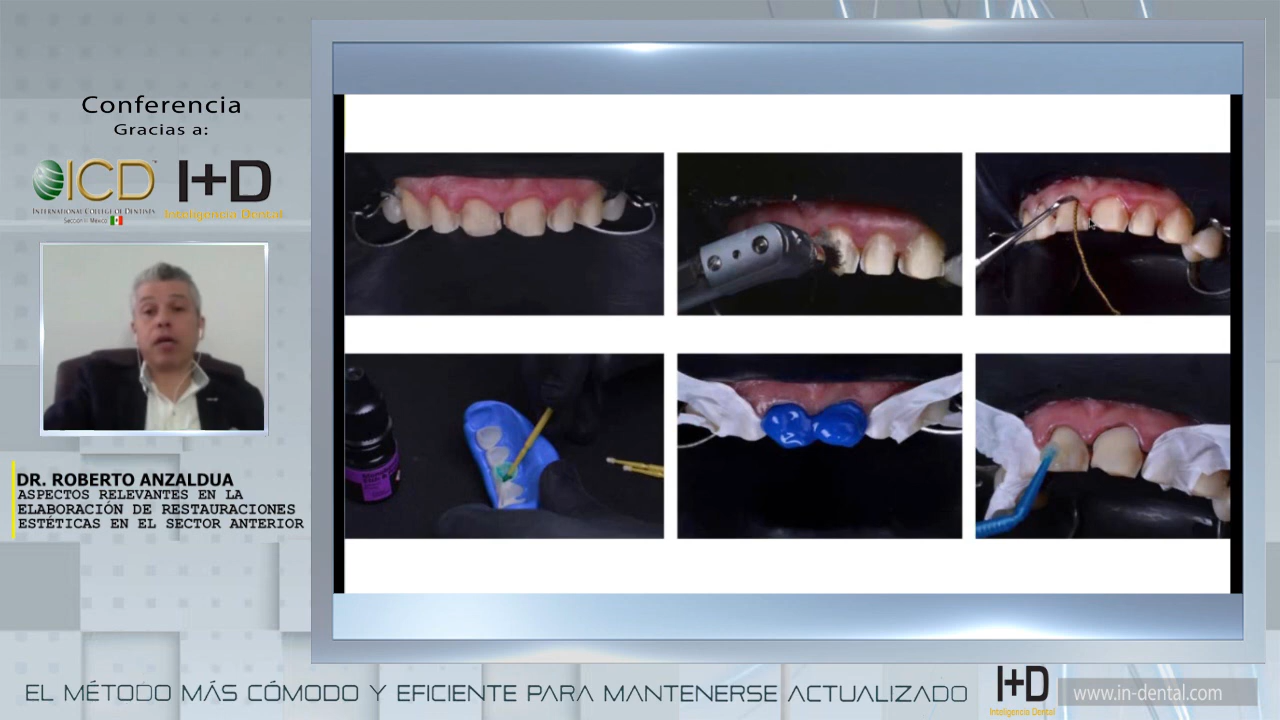 Conferencia
Gracias a:
ICD
INTERNATIONAL COLLEGE OF DENTISTS
Section México
I+D
Inteligencia Dental
DR. ROBERTO ANZALDUA
ASPECTOS RELEVANTES EN LA
ELABORACIÓN DE RESTAURACIONES
ESTÉTICAS EN EL SECTOR ANTERIOR
EL MÉTODO MÁS CÓMODO Y EFICIENTE PARA MANTENERSE ACTUALIZADO
I+D
Inteligencia Dental
www.in-dental.com